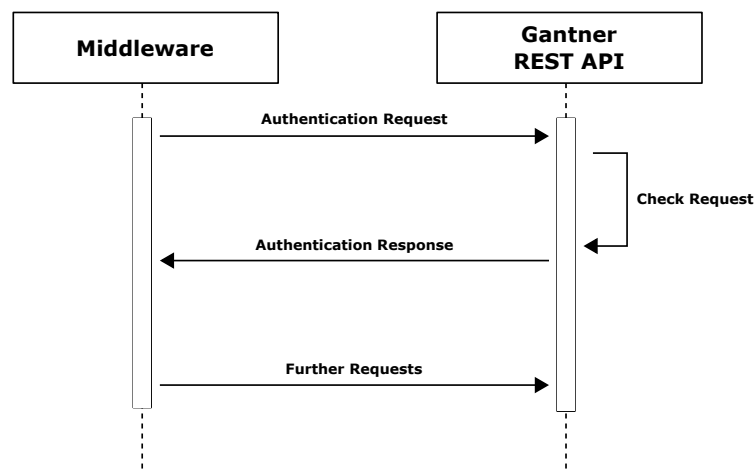 Middleware
Gantner
REST API
Authentication Request
Check Request
Authentication Response
Further Requests